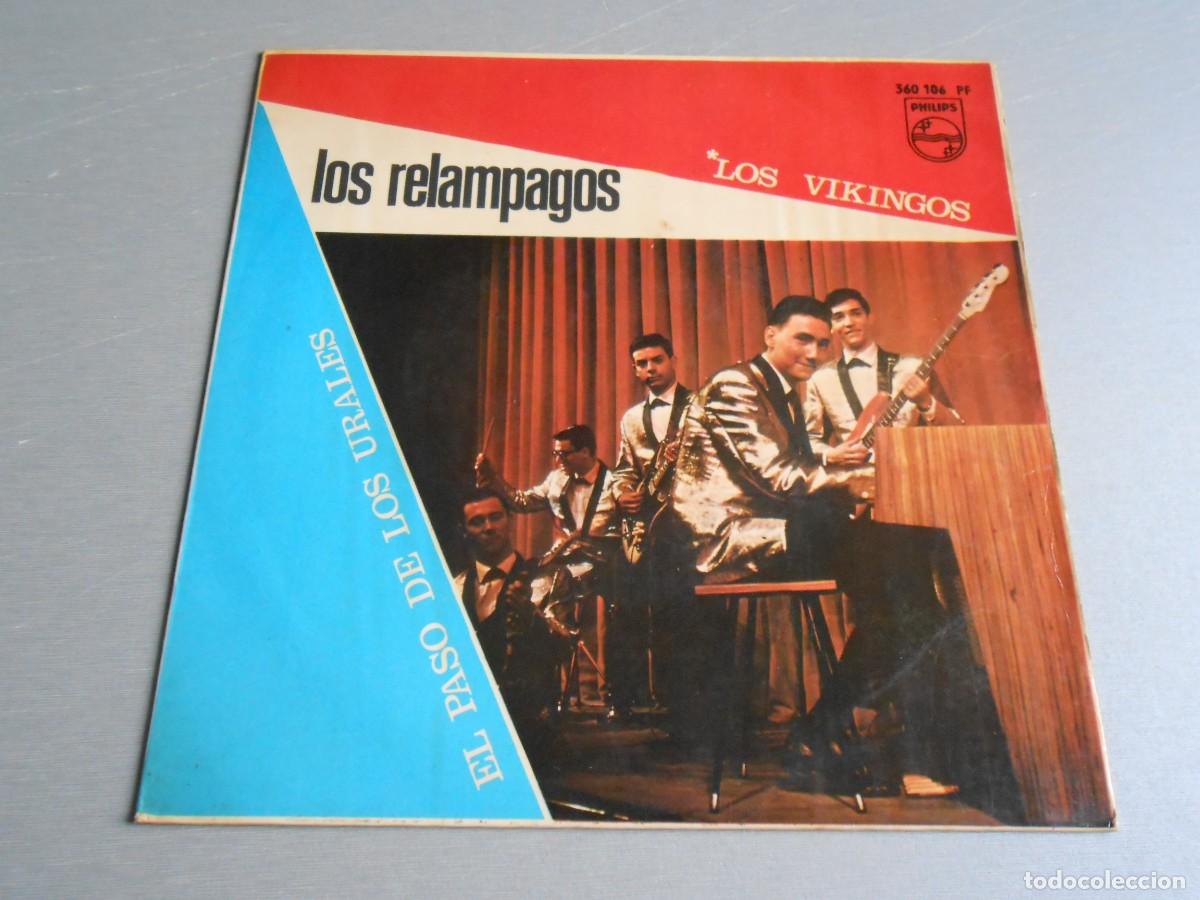 360 106 PF
PHILIPS
los relampagos
*LOS VIKINGOS
EL PASO DE LOS URALES
todocoleccion